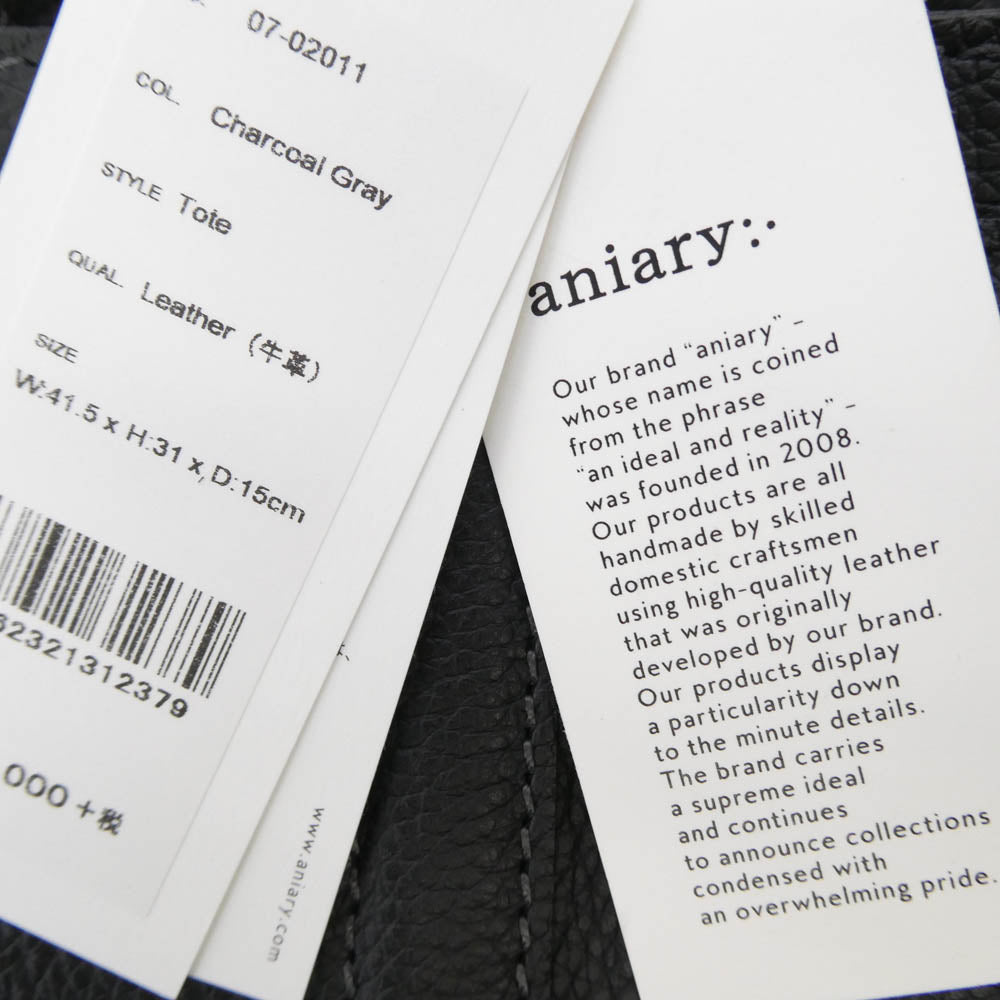 07-02011
COL. Charcoal Gray
STYLE Tote
QUAL. Leather (牛革)
SIZE
W:41.5 x H:31 x, D:15cm
62321312379
000+税
www.aniary.com
aniary:·
Our brand “aniary” –
whose name is coined
from the phrase
“an ideal and reality” –
was founded in 2008.
Our products are all
handmade by skilled
domestic craftsmen
using high-quality leather
that was originally
developed by our brand.
Our products display
a particularity down
to the minute details.
The brand carries
a supreme ideal
and continues
to announce collections
condensed with
an overwhelming pride.